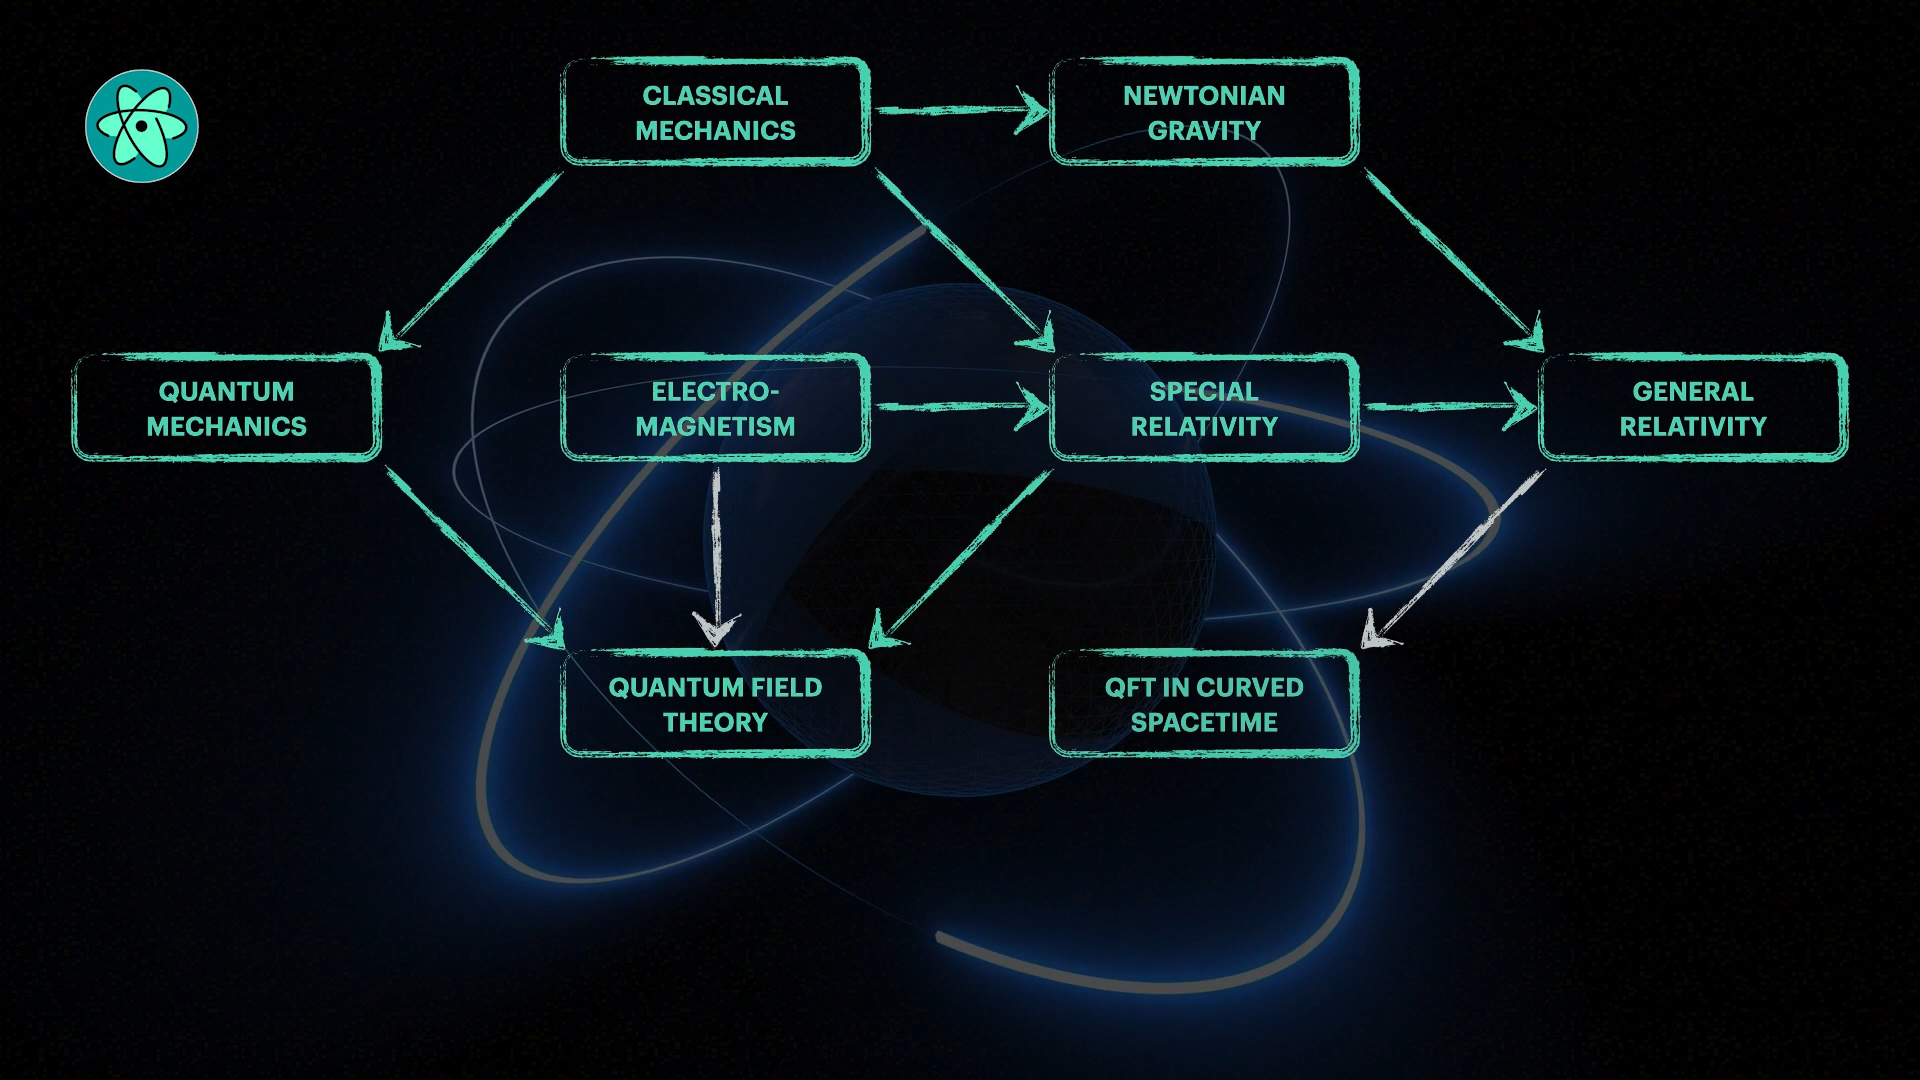 CLASSICAL
MECHANICS
NEWTONIAN
GRAVITY
QUANTUM
MECHANICS
ELECTRO-
MAGNETISM
SPECIAL
RELATIVITY
GENERAL
RELATIVITY
QUANTUM FIELD
THEORY
QFT IN CURVED
SPACETIME